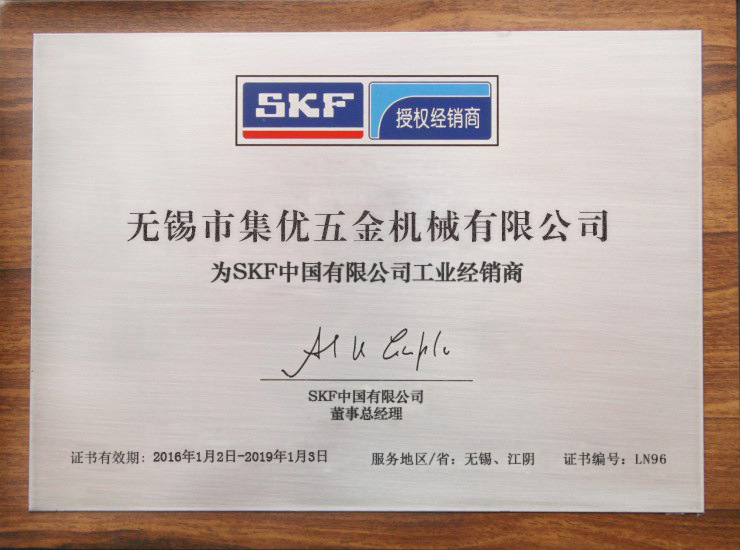 SKF 授权经销商
无锡市集优五金机械有限公司
为SKF中国有限公司工业经销商
SKF中国有限公司
董事总经理
证书有效期: 2016年1月2日-2019年1月3日 服务地区/省: 无锡、江阴 证书编号: LN96